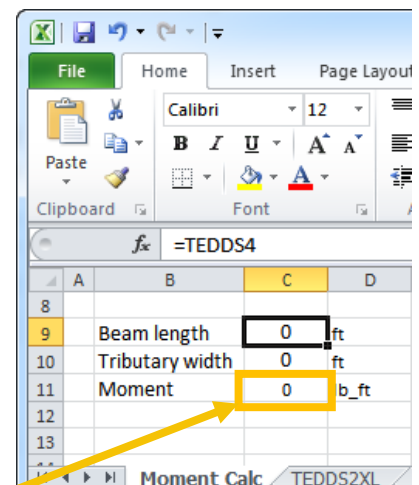 File Home Insert Page Layout
Calibri 12
B I U A A
Paste A
Clipboard Font
fx =TEDDS4
A B C D
8
9 Beam length 0 ft
10 Tributary width 0 ft
11 Moment 0 lb_ft
12
13
Moment Calc TEDDS2XL